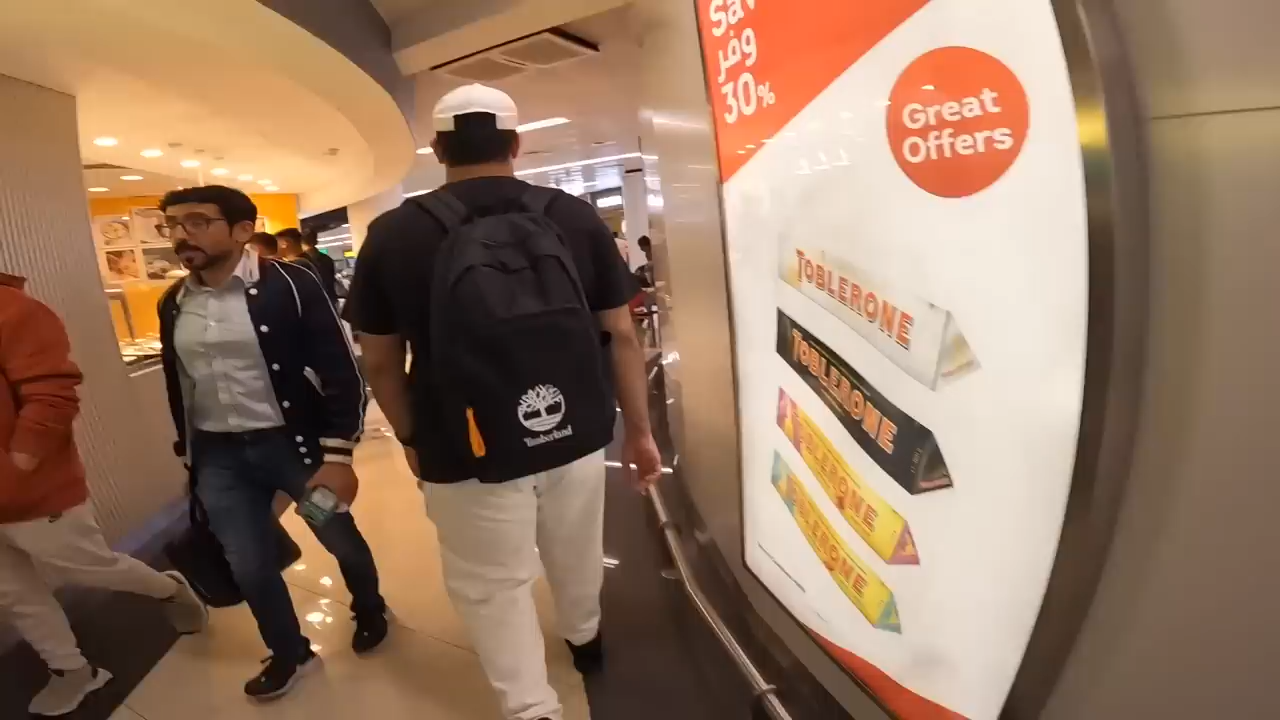 Sav
وفر
30%
Great
Offers
TOBLERONE
TOBLERONE
TOBLERONE
TOBLERONE
Timberland